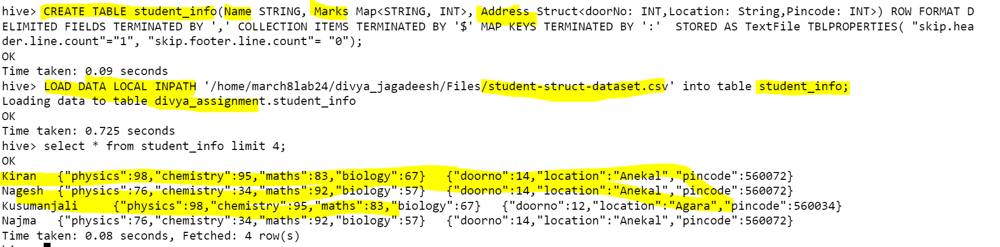 hive> CREATE TABLE student_info(Name STRING, Marks Map<STRING, INT>, Address Struct<doorNo: INT,Location: String,Pincode: INT>) ROW FORMAT D
ELIMITED FIELDS TERMINATED BY ',' COLLECTION ITEMS TERMINATED BY '$' MAP KEYS TERMINATED BY ':'  STORED AS TextFile TBLPROPERTIES( "skip.hea
der.line.count"="1", "skip.footer.line.count"= "0");
OK
Time taken: 0.09 seconds
hive> LOAD DATA LOCAL INPATH '/home/march8lab24/divya_jagadeesh/Files/student-struct-dataset.csv' into table student_info;
Loading data to table divya_assignment.student_info
OK
Time taken: 0.725 seconds
hive> select * from student_info limit 4;
OK
Kiran   {"physics":98,"chemistry":95,"maths":83,"biology":67}   {"doorno":14,"location":"Anekal","pincode":560072}
Nagesh  {"physics":76,"chemistry":34,"maths":92,"biology":57}   {"doorno":14,"location":"Anekal","pincode":560072}
Kusumanjali     {"physics":98,"chemistry":95,"maths":83,"biology":67}   {"doorno":12,"location":"Agara","pincode":560034}
Najma   {"physics":76,"chemistry":34,"maths":92,"biology":57}   {"doorno":14,"location":"Anekal","pincode":560072}
Time taken: 0.08 seconds, Fetched: 4 row(s)